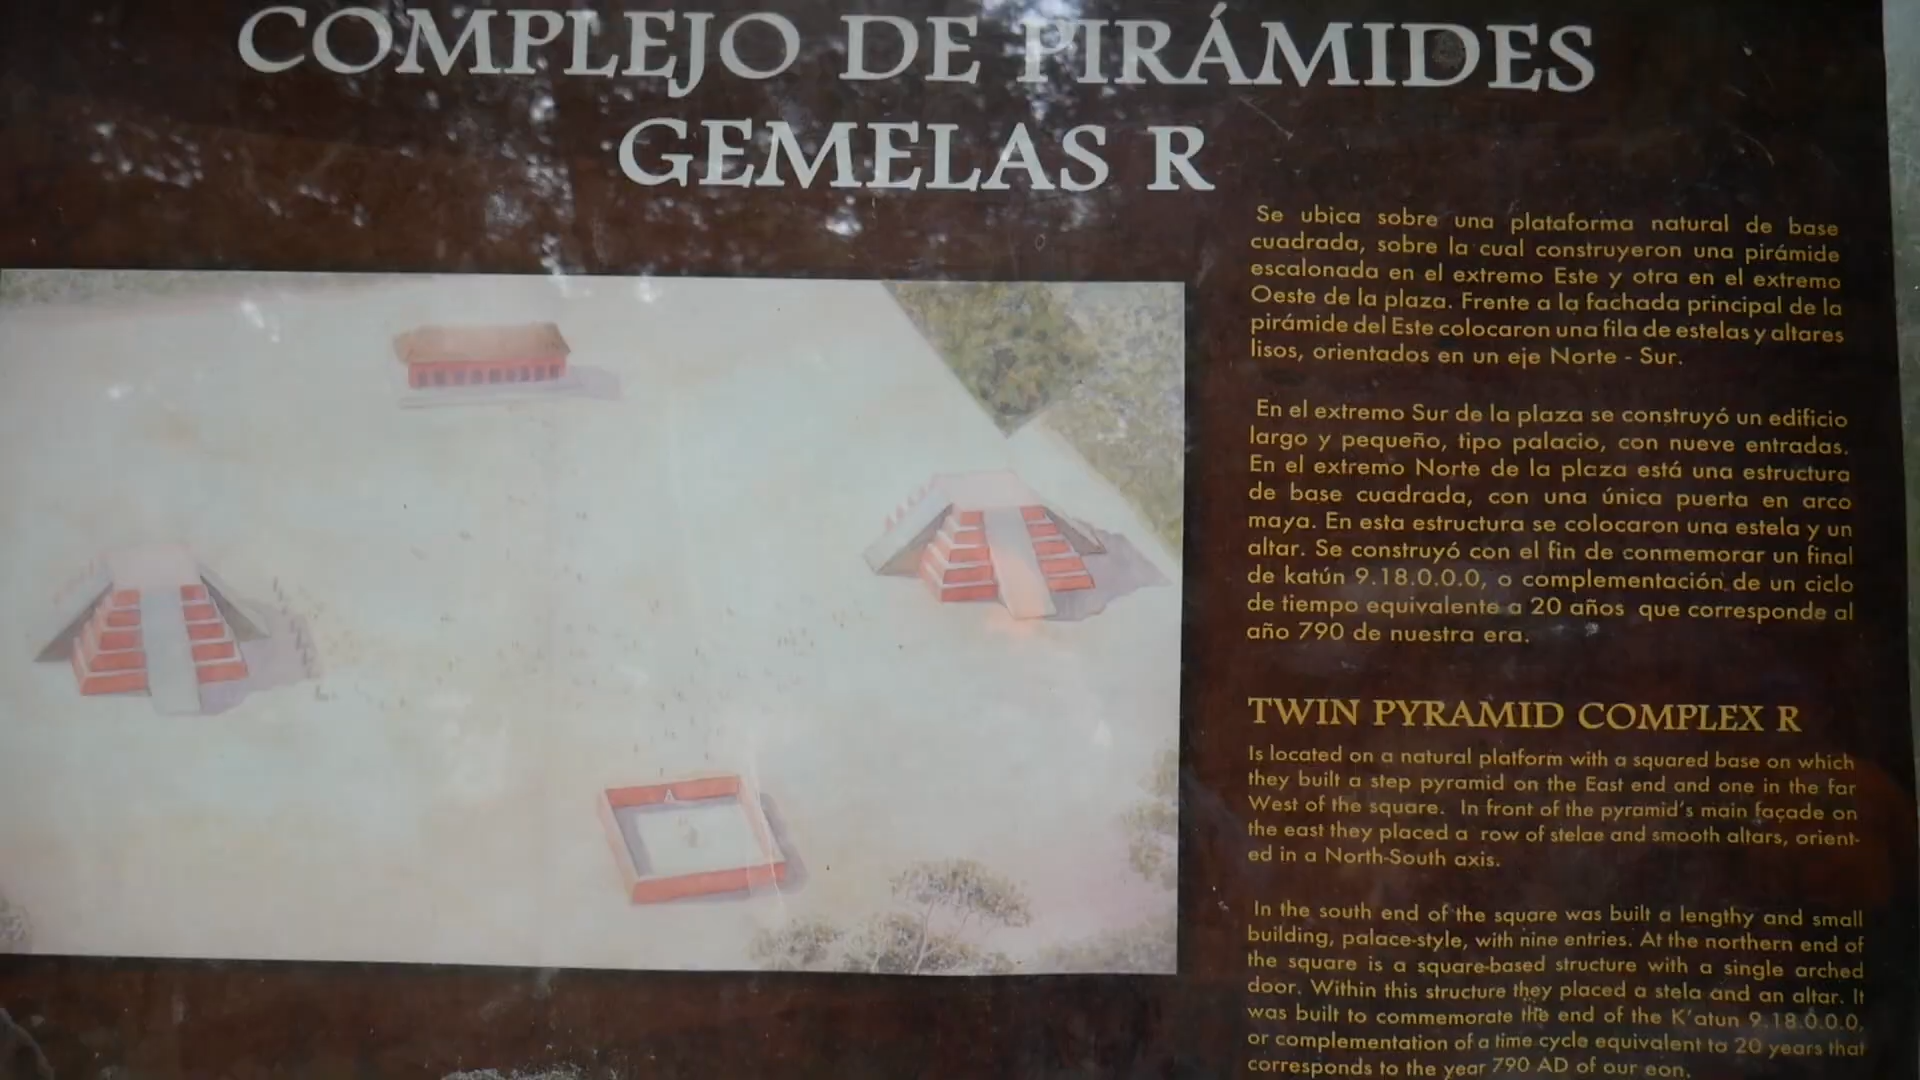 COMPLEJO DE PIRÁMIDES
GEMELAS R
Se ubica sobre una plataforma natural de base
cuadrada, sobre la cual construyeron una pirámide
escalonada en el extremo Este y otra en el extremo
Oeste de la plaza. Frente a la fachada principal de la
pirámide del Este colocaron una fila de estelas y altares
lisos, orientados en un eje Norte - Sur.
En el extremo Sur de la plaza se construyó un edificio
largo y pequeño, tipo palacio, con nueve entradas.
En el extremo Norte de la plaza está una estructura
de base cuadrada, con una única puerta en arco
maya. En esta estructura se colocaron una estela y un
altar. Se construyó con el fin de conmemorar un final
de katún 9.18.0.0.0, o complementación de un ciclo
de tiempo equivalente a 20 años que corresponde al
año 790 de nuestra era.
TWIN PYRAMID COMPLEX R
Is located on a natural platform with a squared base on which
they built a step pyramid on the East end and one in the far
West of the square. In front of the pyramid's main façade on
the east they placed a row of stelae and smooth altars, orient-
ed in a North-South axis.
In the south end of the square was built a lengthy and small
building, palace-style, with nine entries. At the northern end of
the square is a square-based structure with a single arched
door. Within this structure they placed a stela and an altar. It
was built to commemorate the end of the K'atun 9.18.0.0.0,
or complementation of a time cycle equivalent to 20 years that
corresponds to the year 790 AD of our eon.